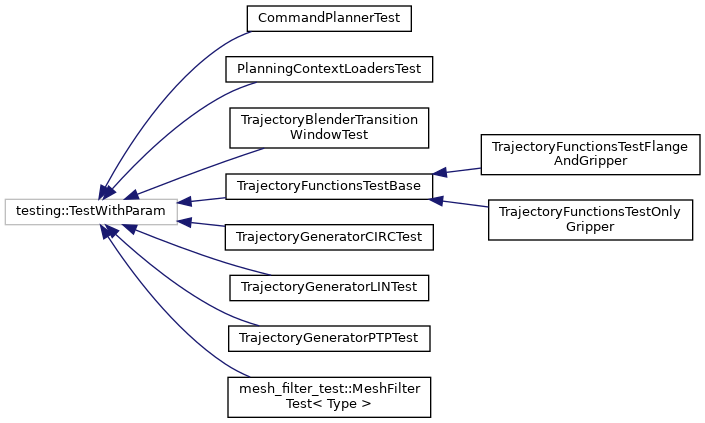 CommandPlannerTest
PlanningContextLoadersTest
TrajectoryBlenderTransition
WindowTest
TrajectoryFunctionsTestFlange
AndGripper
TrajectoryFunctionsTestBase
testing::TestWithParam
TrajectoryFunctionsTestOnly
Gripper
TrajectoryGeneratorCIRCTest
TrajectoryGeneratorLINTest
TrajectoryGeneratorPTPTest
mesh_filter_test::MeshFilter
Test< Type >